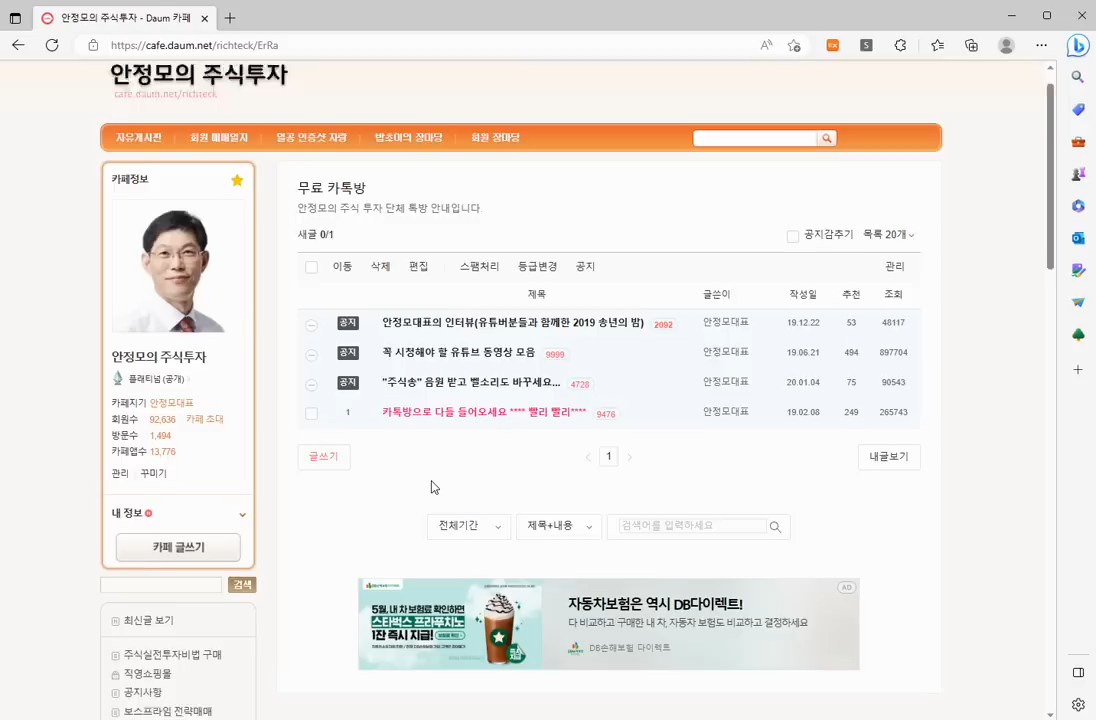 안정모의 주식투자 - Daum 카페
https://cafe.daum.net/richteck/ErRa
안정모의 주식투자
cafe.daum.net/richteck
자유게시판 회원 매매일지 열공 인증샷 자랑 밥초이의 장마당 회원 장마당
카페정보
안정모의 주식투자
플래티넘 (공개)
카페지기 안정모대표
회원수 92,636 카페 초대
방문수 1,494
카페앱수 13,776
관리 꾸미기
내 정보
카페 글쓰기
검색
최신글 보기
주식실전투자비법 구매
직영쇼핑몰
공지사항
보스프라임 전략매매
무료 카톡방
안정모의 주식 투자 단체 톡방 안내입니다.
새글 0/1
공지감추기 목록 20개
이동 삭제 편집 스팸처리 등급변경 공지 관리
제목 글쓴이 작성일 추천 조회
공지 안정모대표의 인터뷰(유튜버분들과 함께한 2019 송년의 밤) 2092 안정모대표 19.12.22 53 48117
공지 꼭 시청해야 할 유튜브 동영상 모음 9999 안정모대표 19.06.21 494 897704
공지 "주식송" 음원 받고 벨소리도 바꾸세요... 4728 안정모대표 20.01.04 75 90543
1 카톡방으로 다들 들어오세요 **** 빨리 빨리**** 9476 안정모대표 19.02.08 249 265743
글쓰기 1 내글보기
전체기간 제목+내용 검색어를 입력하세요
5월, 내 차 보험료 확인하면
스타벅스 프라푸치노
1잔 즉시 지급!
자동차보험은 역시 DB다이렉트!
다 비교하고 구매한 내 차, 자동차 보험도 비교하고 결정하세요
DB손해보험 다이렉트
AD